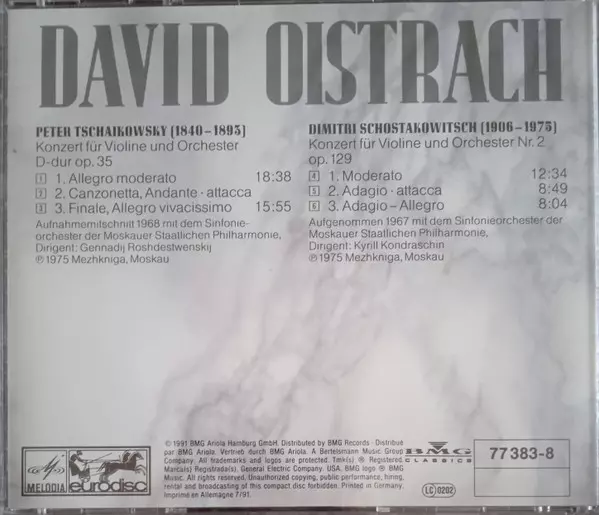 DAVID OISTRACH
PETER TSCHAIKOWSKY (1840–1893)
Konzert für Violine und Orchester
D-dur op. 35
1 1. Allegro moderato 18:38
2 2. Canzonetta, Andante · attacca
3 3. Finale, Allegro vivacissimo 15:55
Aufnahmemitschnitt 1968 mit dem Sinfonie-
orchester der Moskauer Staatlichen Philharmonie,
Dirigent: Gennadij Roshdestwenskij
℗ 1975 Mezhkniga, Moskau
DIMITRI SCHOSTAKOWITSCH (1906–1975)
Konzert für Violine und Orchester Nr. 2
op. 129
4 1. Moderato 12:34
5 2. Adagio · attacca 8:49
6 3. Adagio – Allegro 8:04
Aufgenommen 1967 mit dem Sinfonieorchester der
Moskauer Staatlichen Philharmonie,
Dirigent: Kyrill Kondraschin
℗ 1975 Mezhkniga, Moskau
MELODIA eurodisc
© 1991 BMG Ariola Hamburg GmbH. Distributed by BMG Records · Distribué
par BMG Ariola. Vertrieb durch BMG Ariola. A Bertelsmann Music Group
Company. All trademarks and logos are protected. Tmk(s) ® Registered.
Marca(s) Registrada(s). General Electric Company, USA. BMG logo ® BMG
Music. All rights reserved. Unauthorized copying, public performance, hiring,
rental and broadcasting of this compact disc forbidden. Printed in Germany.
Imprimé en Allemagne 7/91.
BMG
CLASSICS
77 383-8
LC 0202